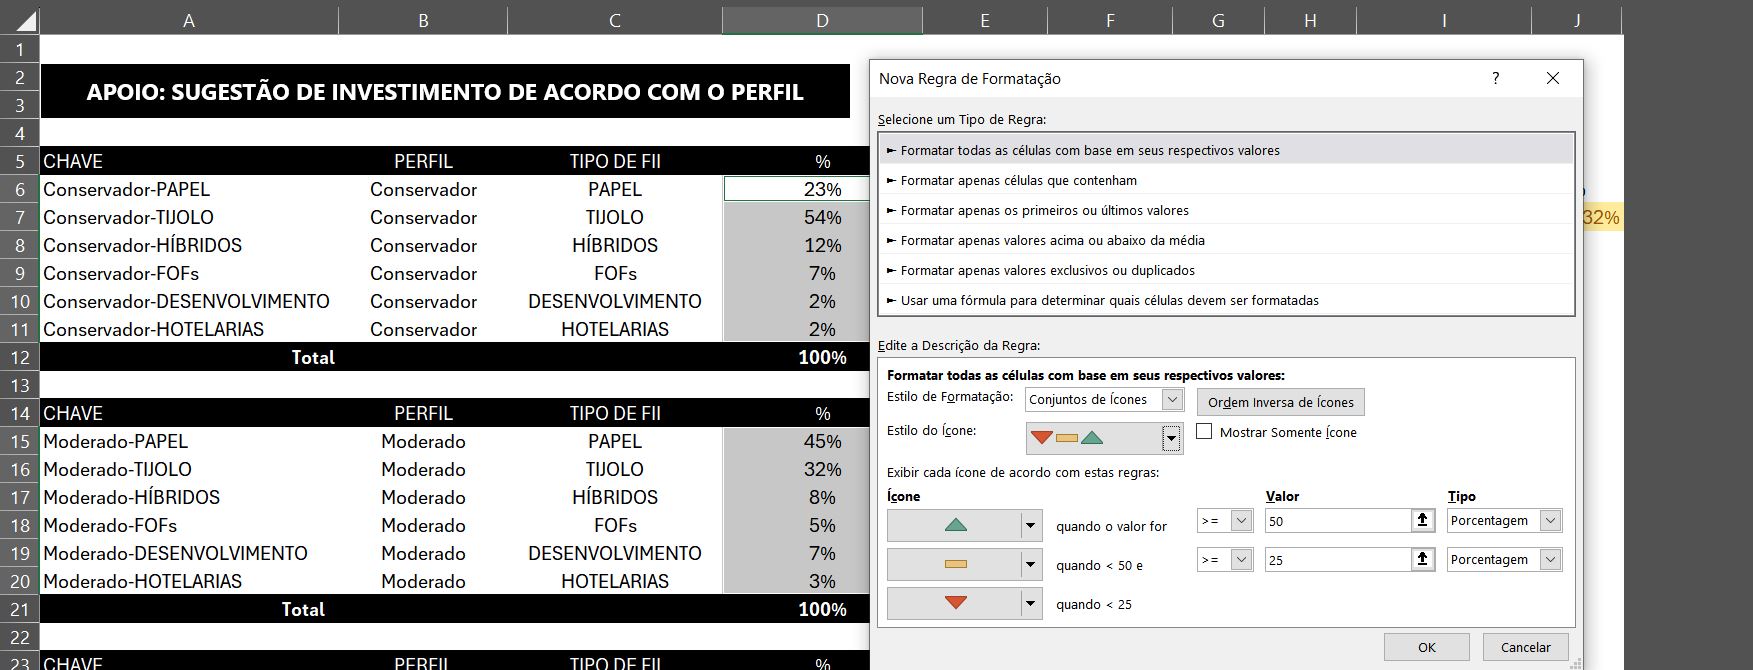 A B C D E F G H I J
1
2
3
APOIO: SUGESTÃO DE INVESTIMENTO DE ACORDO COM O PERFIL
4
5 CHAVE PERFIL TIPO DE FII %
6 Conservador-PAPEL Conservador PAPEL 23%
7 Conservador-TIJOLO Conservador TIJOLO 54%
8 Conservador-HÍBRIDOS Conservador HÍBRIDOS 12%
9 Conservador-FOFs Conservador FOFs 7%
10 Conservador-DESENVOLVIMENTO Conservador DESENVOLVIMENTO 2%
11 Conservador-HOTELARIAS Conservador HOTELARIAS 2%
12 Total 100%
13
14 CHAVE PERFIL TIPO DE FII %
15 Moderado-PAPEL Moderado PAPEL 45%
16 Moderado-TIJOLO Moderado TIJOLO 32%
17 Moderado-HÍBRIDOS Moderado HÍBRIDOS 8%
18 Moderado-FOFs Moderado FOFs 5%
19 Moderado-DESENVOLVIMENTO Moderado DESENVOLVIMENTO 7%
20 Moderado-HOTELARIAS Moderado HOTELARIAS 3%
21 Total 100%
22
23 CHAVE PERFIL TIPO DE FII %
32%
Nova Regra de Formatação ?
Selecione um Tipo de Regra:
► Formatar todas as células com base em seus respectivos valores
► Formatar apenas células que contenham
► Formatar apenas os primeiros ou últimos valores
► Formatar apenas valores acima ou abaixo da média
► Formatar apenas valores exclusivos ou duplicados
► Usar uma fórmula para determinar quais células devem ser formatadas
Edite a Descrição da Regra:
Formatar todas as células com base em seus respectivos valores:
Estilo de Formatação: Conjuntos de Ícones Ordem Inversa de Ícones
Estilo do Ícone: Mostrar Somente Ícone
Exibir cada ícone de acordo com estas regras:
Ícone Valor Tipo
quando o valor for >= 50 Porcentagem
quando < 50 e >= 25 Porcentagem
quando < 25
OK Cancelar